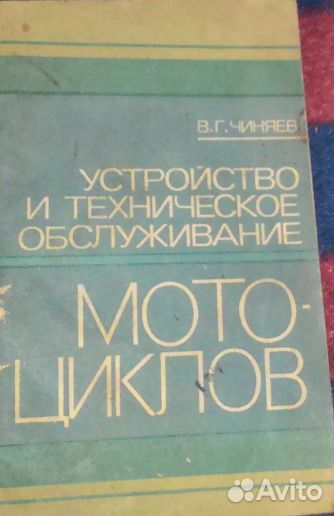 В.Г.ЧИНЯЕВ
УСТРОЙСТВО
И ТЕХНИЧЕСКОЕ
ОБСЛУЖИВАНИЕ
МОТО-
ЦИКЛОВ
Avito